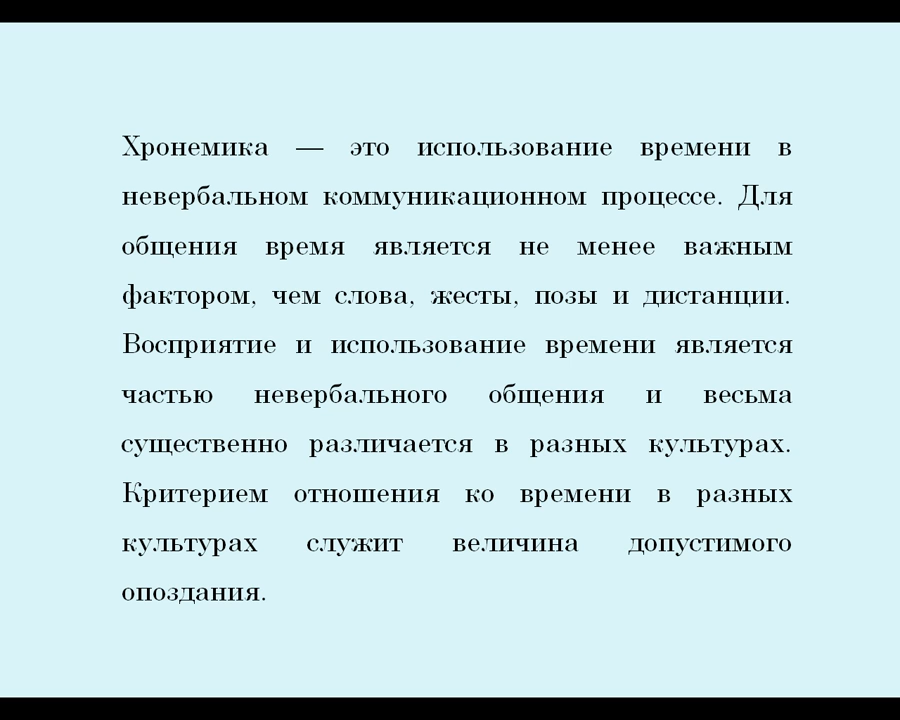 Хронемика — это использование времени в
невербальном коммуникационном процессе. Для
общения время является не менее важным
фактором, чем слова, жесты, позы и дистанции.
Восприятие и использование времени является
частью невербального общения и весьма
существенно различается в разных культурах.
Критерием отношения ко времени в разных
культурах служит величина допустимого
опоздания.